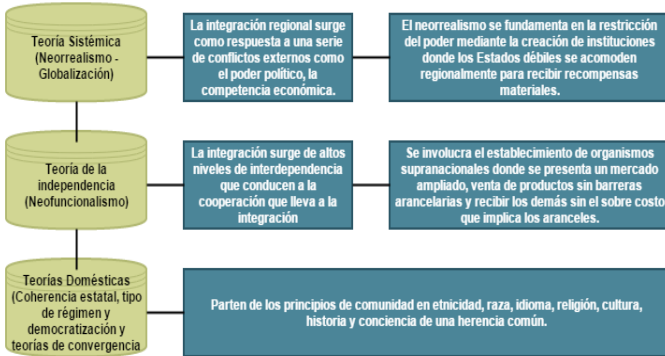 Teoría Sistémica
(Neorrealismo -
Globalización)
La integración regional surge
como respuesta a una serie
de conflictos externos como
el poder político, la
competencia económica.
El neorrealismo se fundamenta en la restricción
del poder mediante la creación de instituciones
donde los Estados débiles se acomoden
regionalmente para recibir recompensas
materiales.
Teoría de la
independencia
(Neofuncionalismo)
La integración surge de altos
niveles de interdependencia
que conducen a la
cooperación que lleva a la
integración
Se involucra el establecimiento de organismos
supranacionales donde se presenta un mercado
ampliado, venta de productos sin barreras
arancelarias y recibir los demás sin el sobre costo
que implica los aranceles.
Teorías Domésticas
(Coherencia estatal, tipo
de régimen y
democratización y
teorías de convergencia
Parten de los principios de comunidad en etnicidad, raza, idioma, religión, cultura,
historia y conciencia de una herencia común.